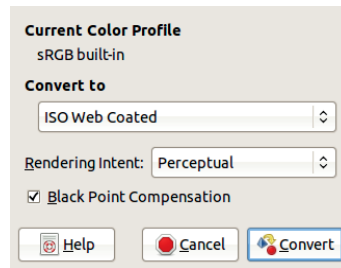 Current Color Profile
sRGB built-in
Convert to
ISO Web Coated
Rendering Intent: Perceptual
Black Point Compensation
Help Cancel Convert